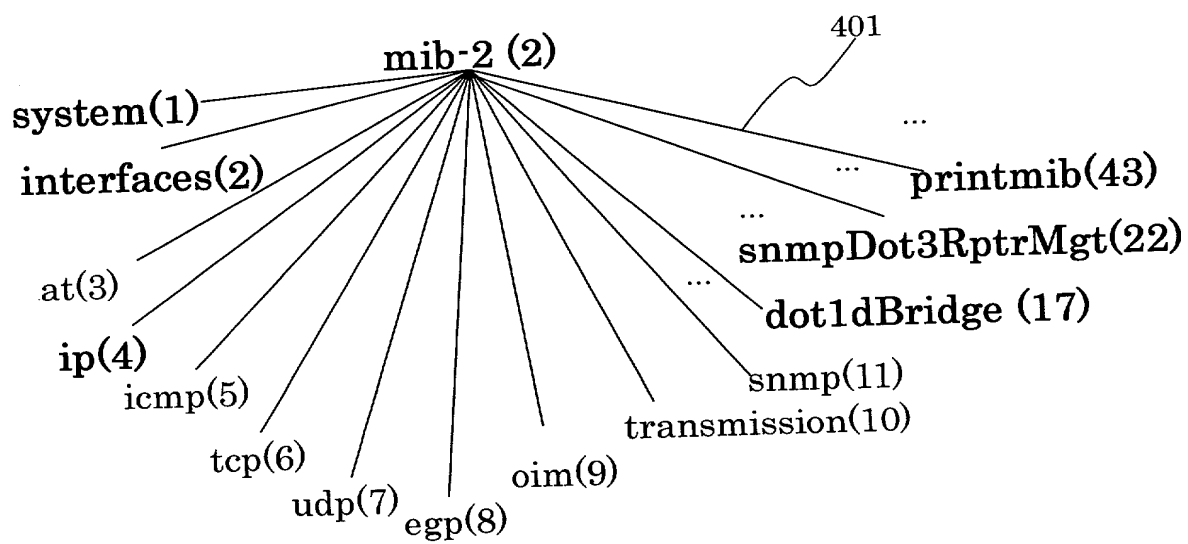 401
mib-2 (2)
system(1)
...
interfaces(2)
...
printmib(43)
...
snmpDot3RptrMgt(22)
at(3)
...
dot1dBridge (17)
ip(4)
icmp(5)
snmp(11)
transmission(10)
tcp(6)
oim(9)
udp(7)
egp(8)